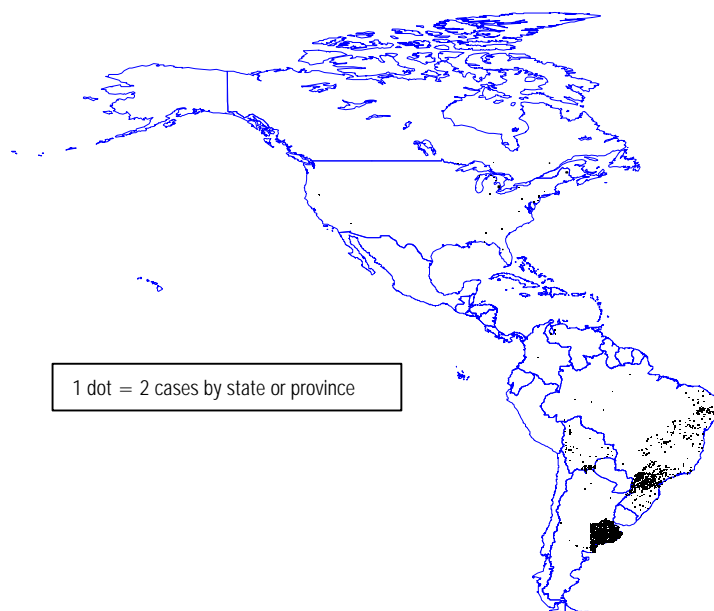 1 dot = 2 cases by state or province